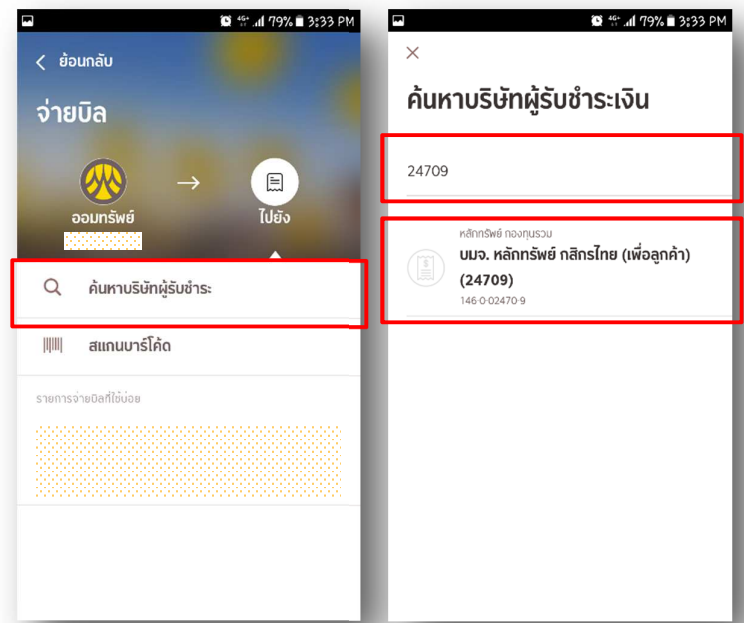 4G+ 79% 3:33 PM
ย้อนกลับ
จ่ายบิล
ออมทรัพย์
ไปยัง
ค้นหาบริษัทผู้รับชำระ
สแกนบาร์โค้ด
รายการจ่ายบิลที่ใช้บ่อย
4G+ 79% 3:33 PM
ค้นหาบริษัทผู้รับชำระเงิน
24709
หลักทรัพย์ กองทุนรวม
บมจ. หลักทรัพย์ กสิกรไทย (เพื่อลูกค้า)
(24709)
146-0-02470-9